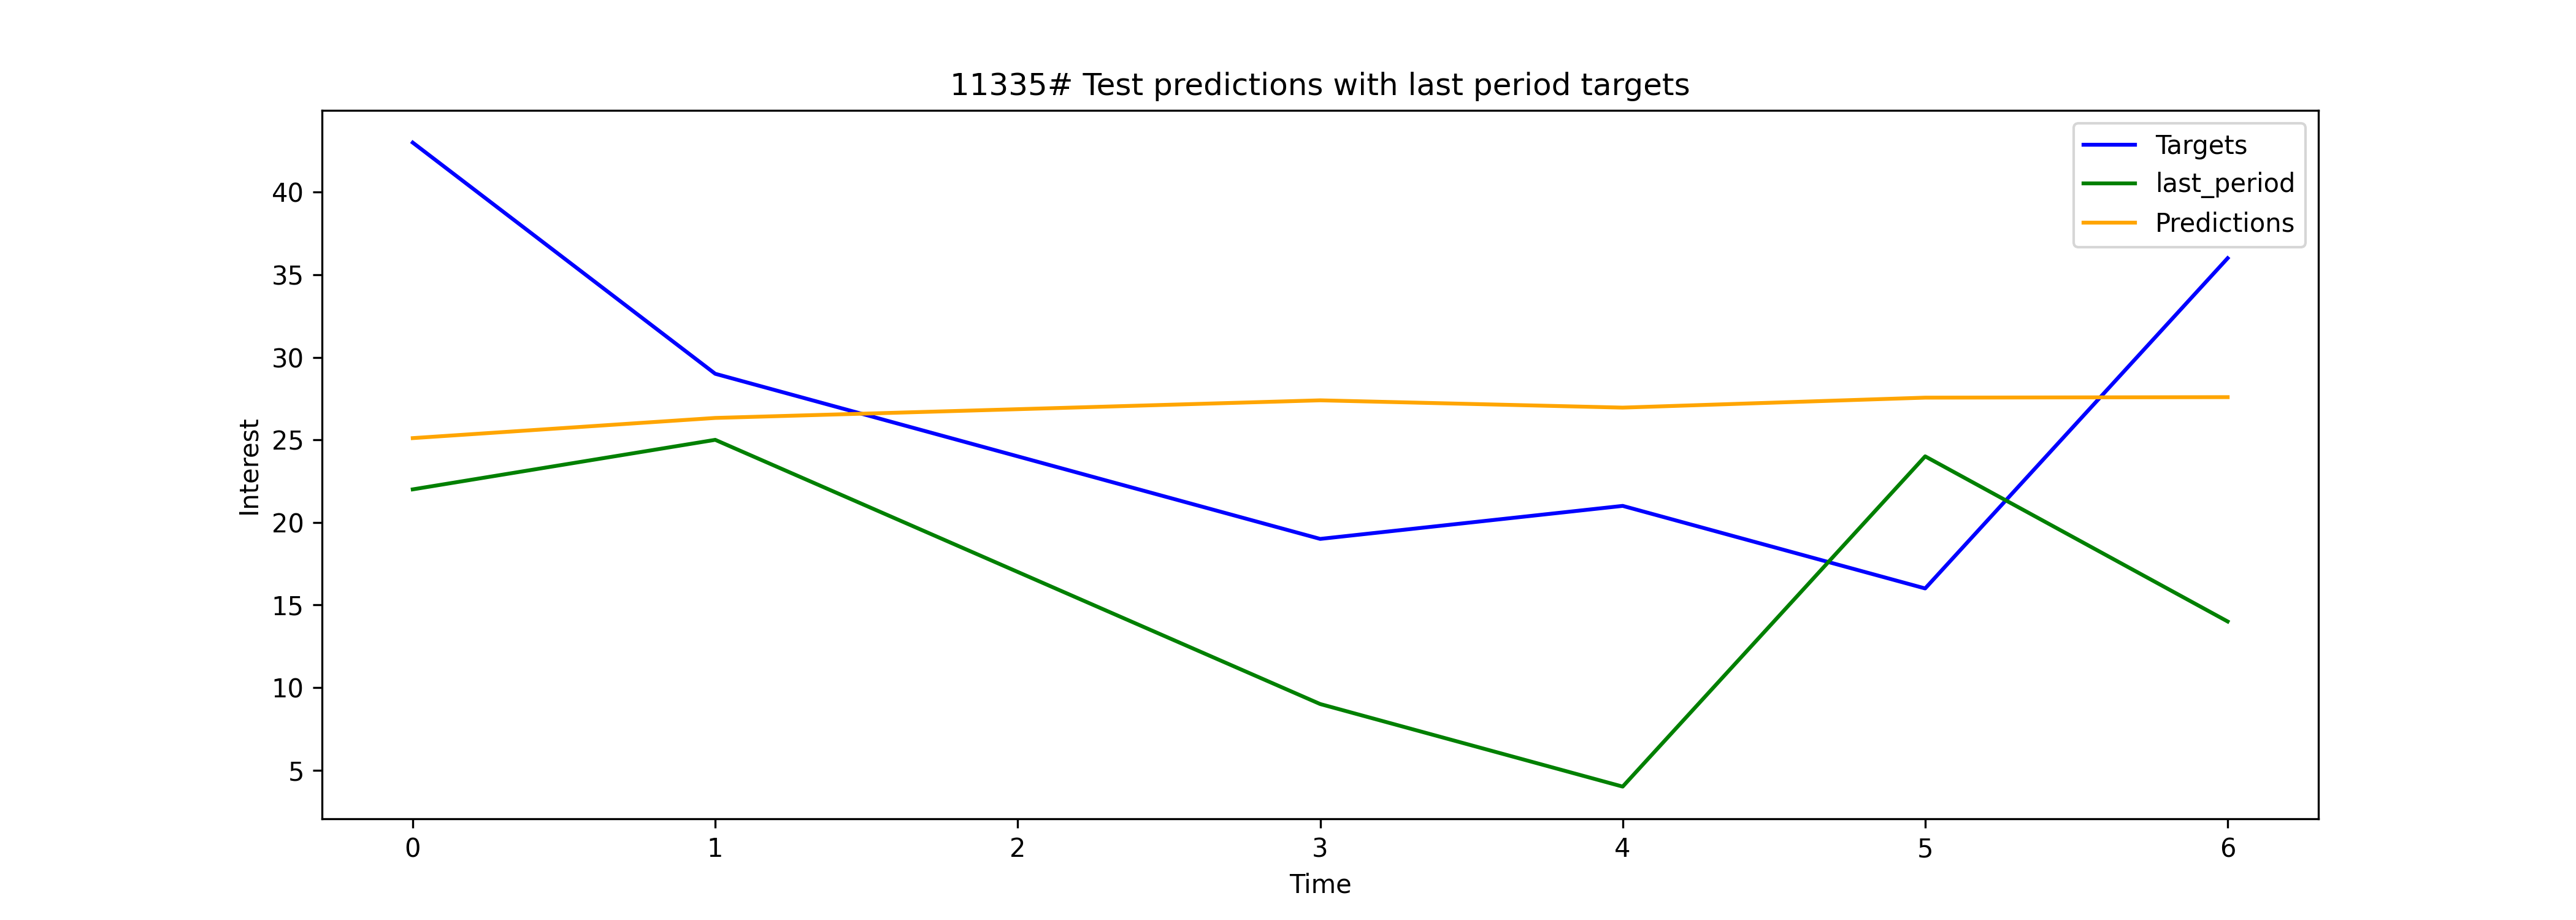 11335# Test predictions with last period targets
Targets
last_period
Predictions
Interest
40
35
30
25
20
15
10
5
0 1 2 3 4 5 6
Time